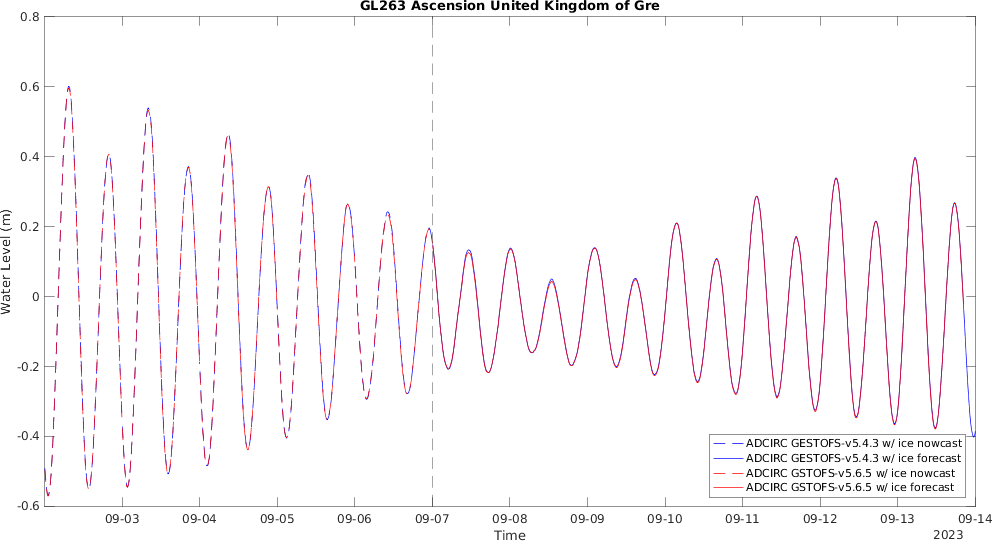 GL263 Ascension United Kingdom of Gre
Water Level (m)
0.8
0.6
0.4
0.2
0
-0.2
-0.4
-0.6
ADCIRC GESTOFS-v5.4.3 w/ ice nowcast
ADCIRC GESTOFS-v5.4.3 w/ ice forecast
ADCIRC GSTOFS-v5.6.5 w/ ice nowcast
ADCIRC GSTOFS-v5.6.5 w/ ice forecast
09-03 09-04 09-05 09-06 09-07 09-08 09-09 09-10 09-11 09-12 09-13 09-14
Time
2023